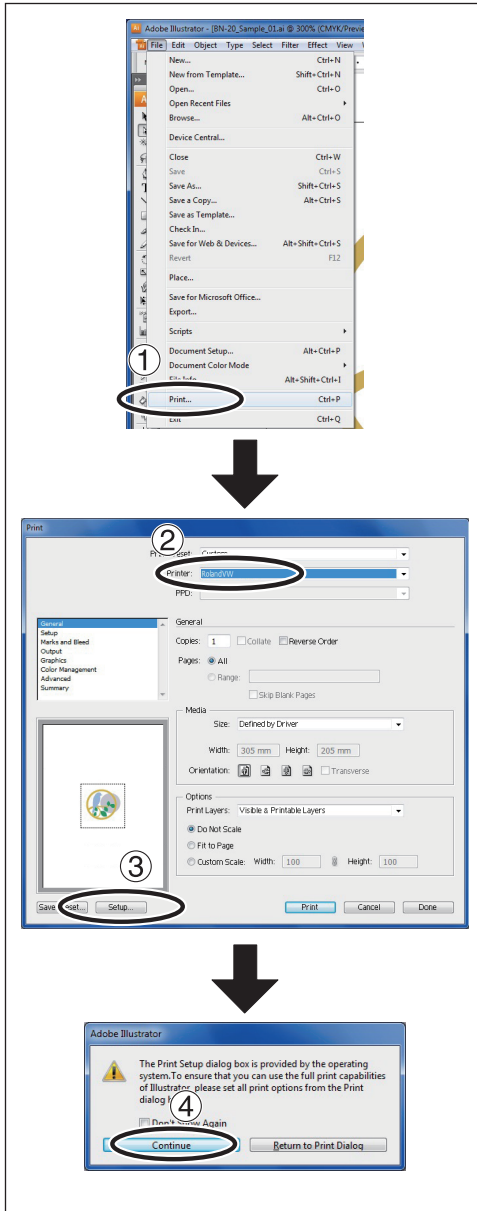 Adobe Illustrator - [BN-20_Sample_01.ai @ 300% (CMYK/Preview
File Edit Object Type Select Filter Effect View
New... Ctrl+N
New from Template... Shift+Ctrl+N
Open... Ctrl+O
Open Recent Files
Browse... Alt+Ctrl+O
Device Central...
Close Ctrl+W
Save Ctrl+S
Save As... Shift+Ctrl+S
Save a Copy... Alt+Ctrl+S
Save as Template...
Check In...
Save for Web & Devices... Alt+Shift+Ctrl+S
Revert F12
Place...
Save for Microsoft Office...
Export...
Scripts
Document Setup... Alt+Ctrl+P
Document Color Mode
1
File Info... Alt+Shift+Ctrl+I
Print... Ctrl+P
Exit Ctrl+Q
Print
2
Custom
Printer: RolandVW
PPD:
General
Setup
Marks and Bleed
Output
Graphics
Color Management
Advanced
Summary
General
Copies: 1 Collate Reverse Order
Pages: All
Range:
Skip Blank Pages
Media
Size: Defined by Driver
Width: 305 mm Height: 205 mm
Orientation: Transverse
Options
Print Layers: Visible & Printable Layers
Do Not Scale
Fit to Page
Custom Scale: Width: 100 Height: 100
3
Save Setup... Print Cancel Done
Adobe Illustrator
The Print Setup dialog box is provided by the operating
system.To ensure that you can use the full print capabilities
of Illustrator, please set all print options from the Print
dialog
4
Don't Show Again
Continue Return to Print Dialog